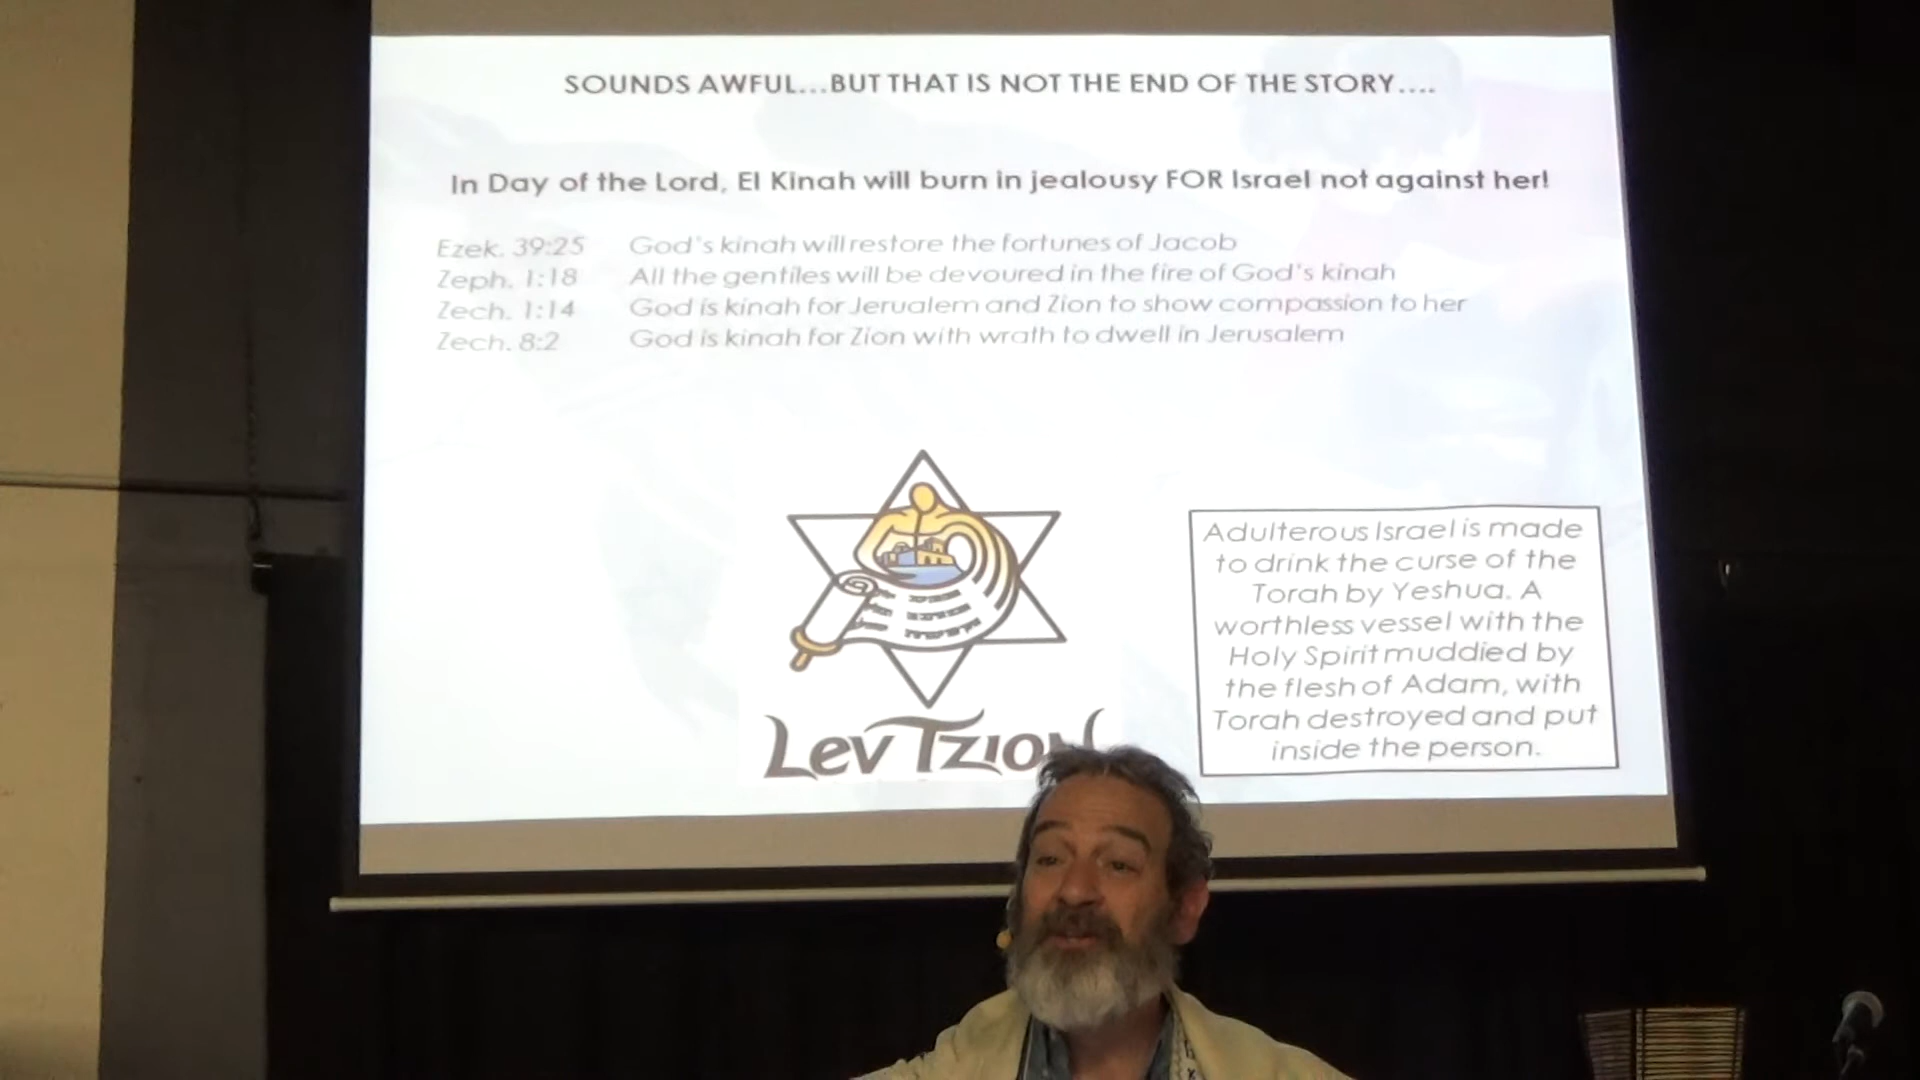 SOUNDS AWFUL...BUT THAT IS NOT THE END OF THE STORY....
In Day of the Lord, El Kinah will burn in jealousy FOR Israel not against her!
Ezek. 39:25 God's kinah will restore the fortunes of Jacob
Zeph. 1:18 All the gentiles will be devoured in the fire of God's kinah
Zech. 1:14 God is kinah for Jerualem and Zion to show compassion to her
Zech. 8:2 God is kinah for Zion with wrath to dwell in Jerusalem
Lev Tzion
Adulterous Israel is made
to drink the curse of the
Torah by Yeshua. A
worthless vessel with the
Holy Spirit muddied by
the flesh of Adam, with
Torah destroyed and put
inside the person.